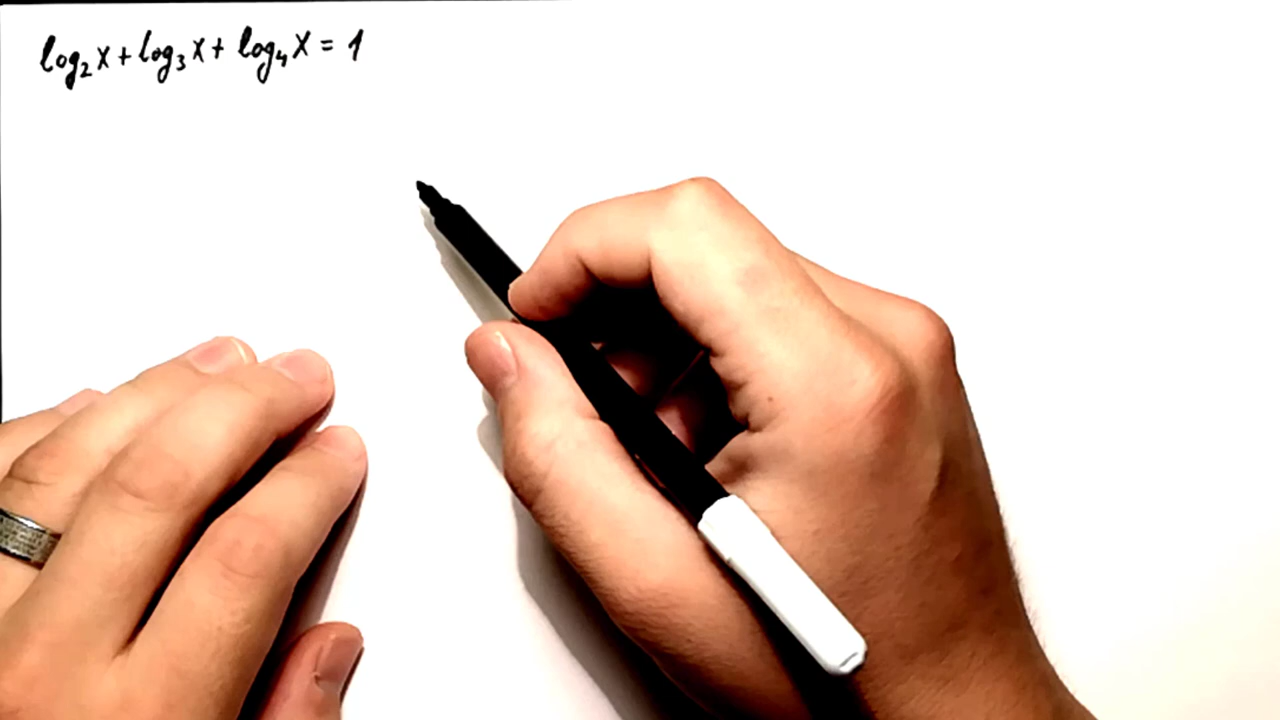 log₂x + log₃x + log₄x = 1